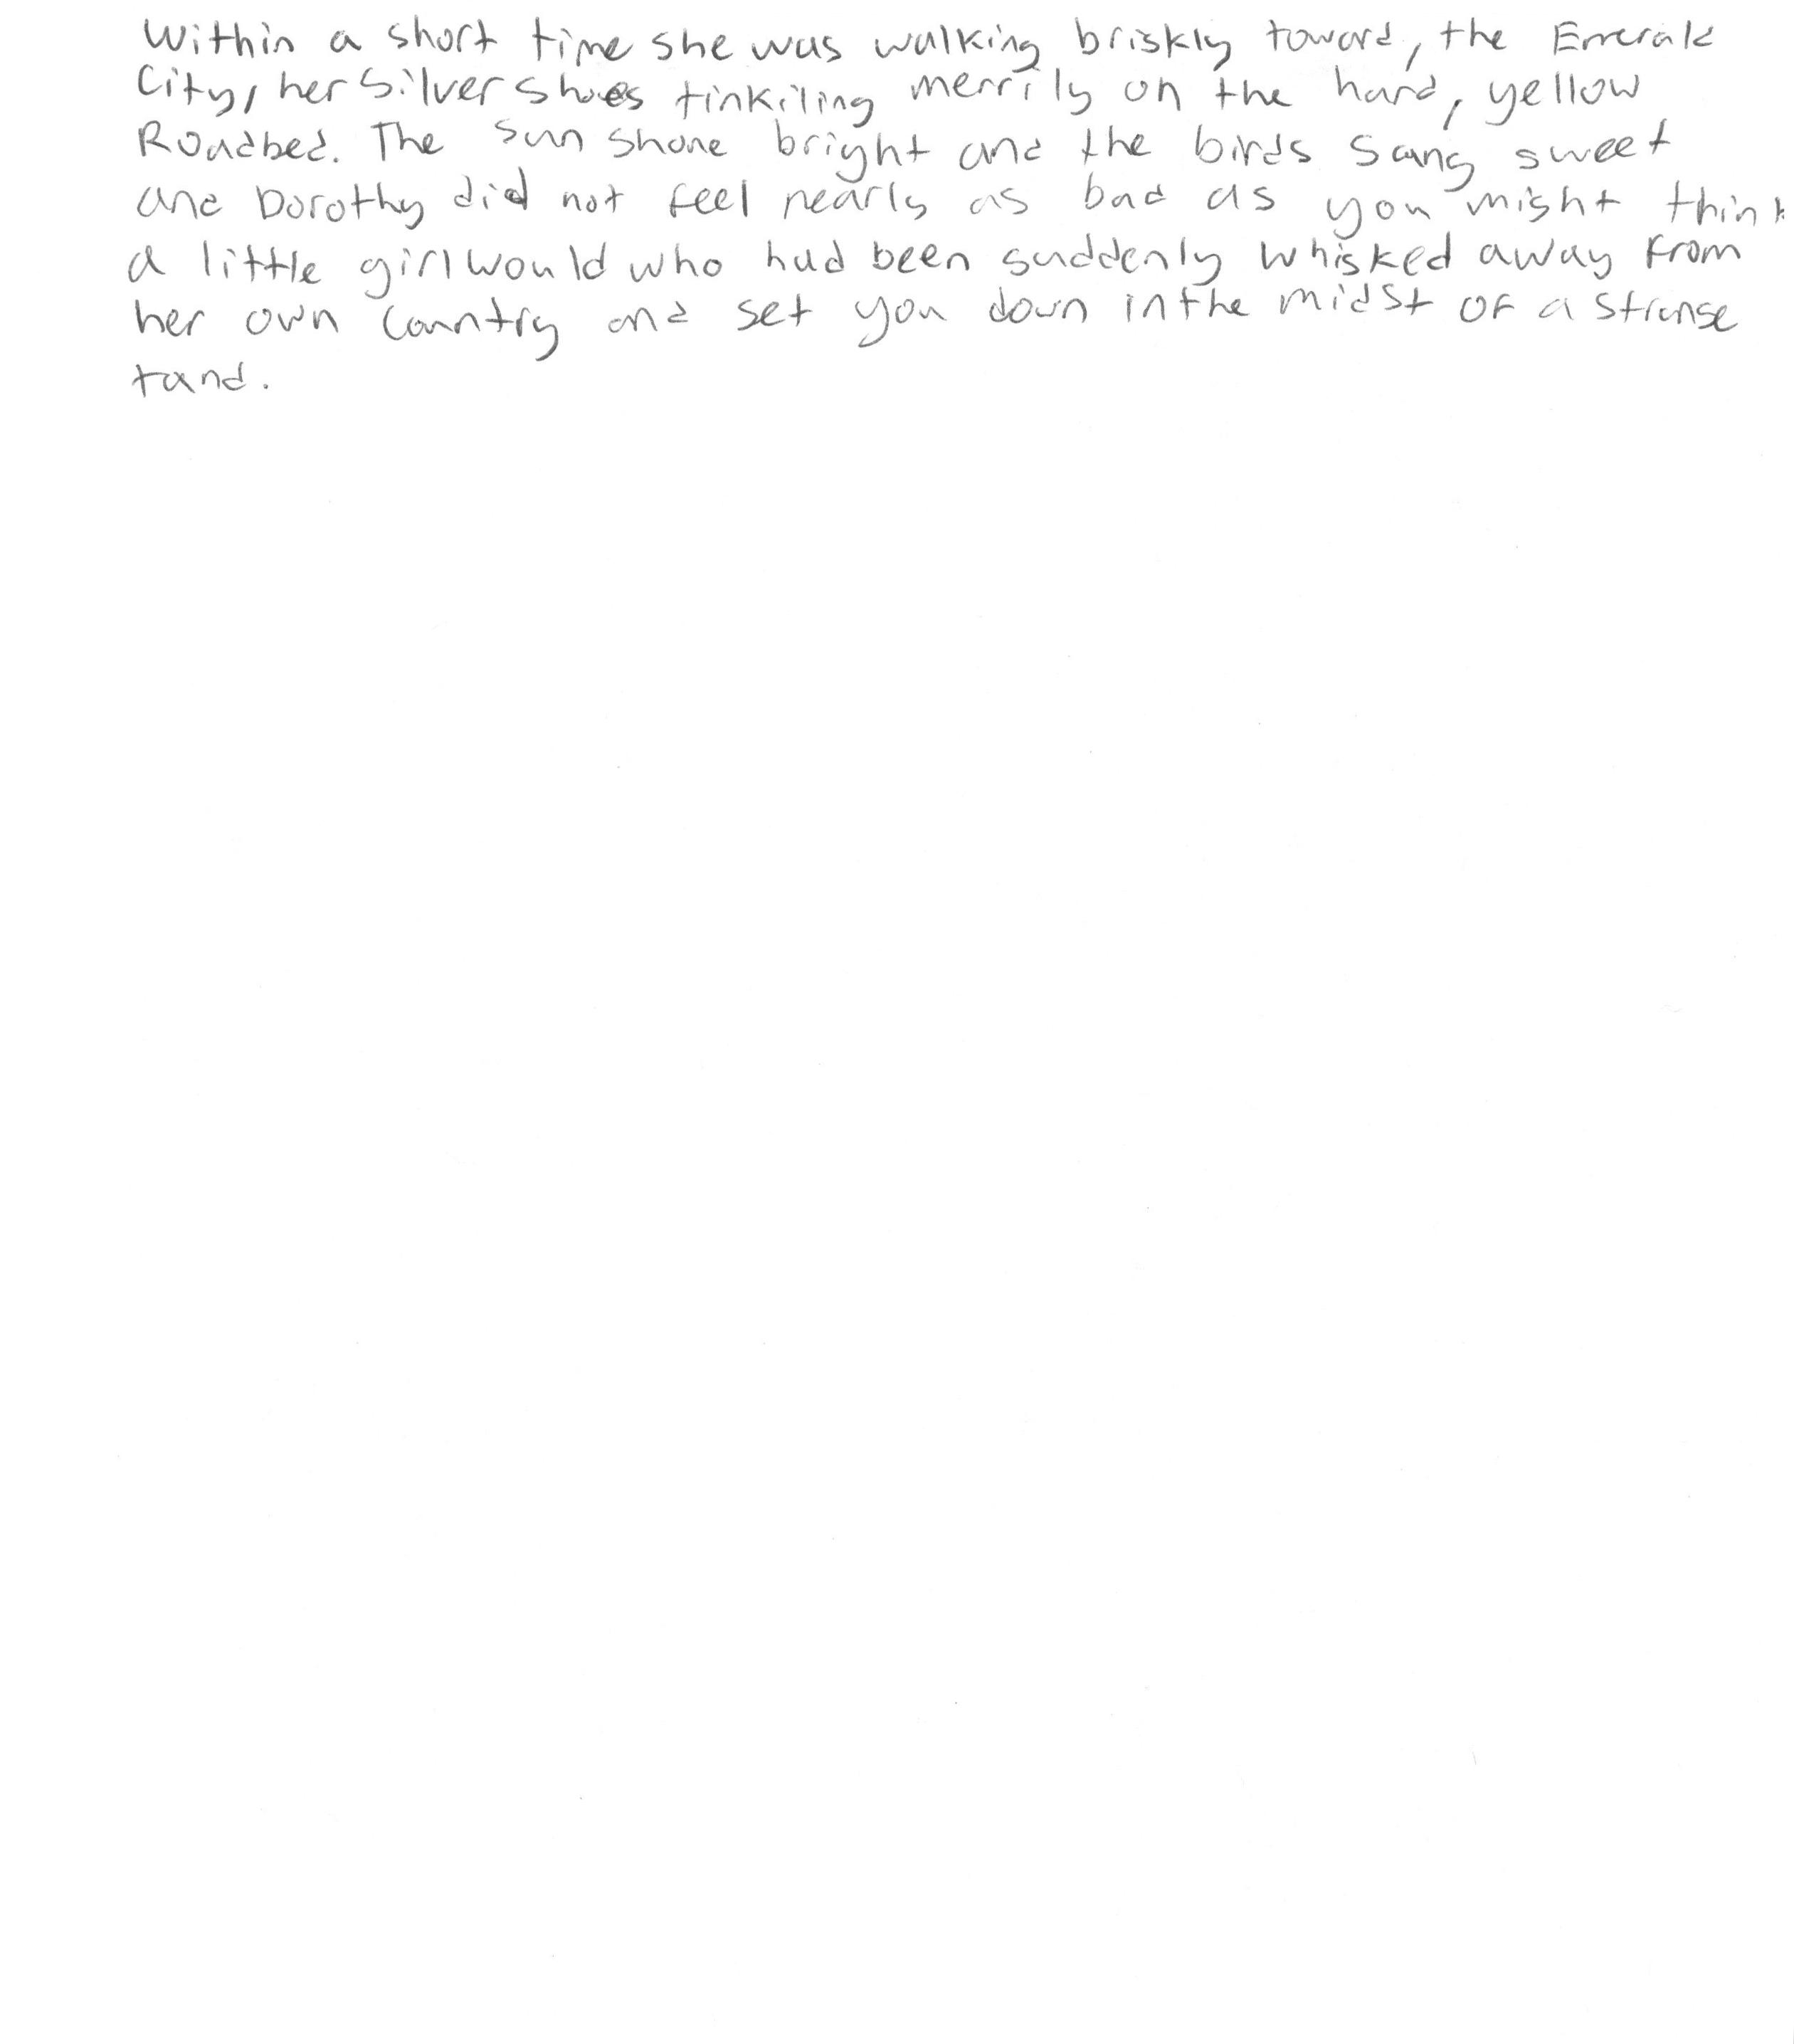 Within a short time she was walking briskly toward, the Emerald
City, her Silver Shoes tinkiling merrily on the hard, yellow
Roadbed. The sun shone bright and the birds sang sweet
and Dorothy did not feel nearly as bad as you might think
a little girl would who had been suddenly whisked away from
her own country and set you down in the midst of a strange
tand.